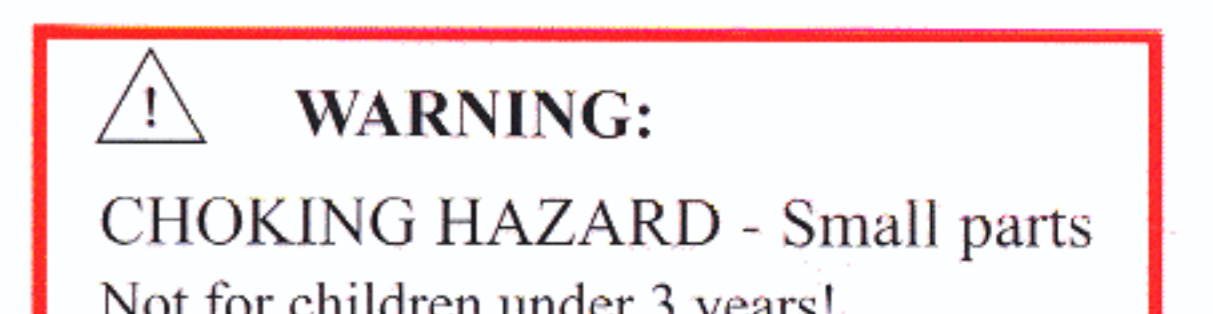 WARNING:
CHOKING HAZARD - Small parts
Not for children under 3 years!